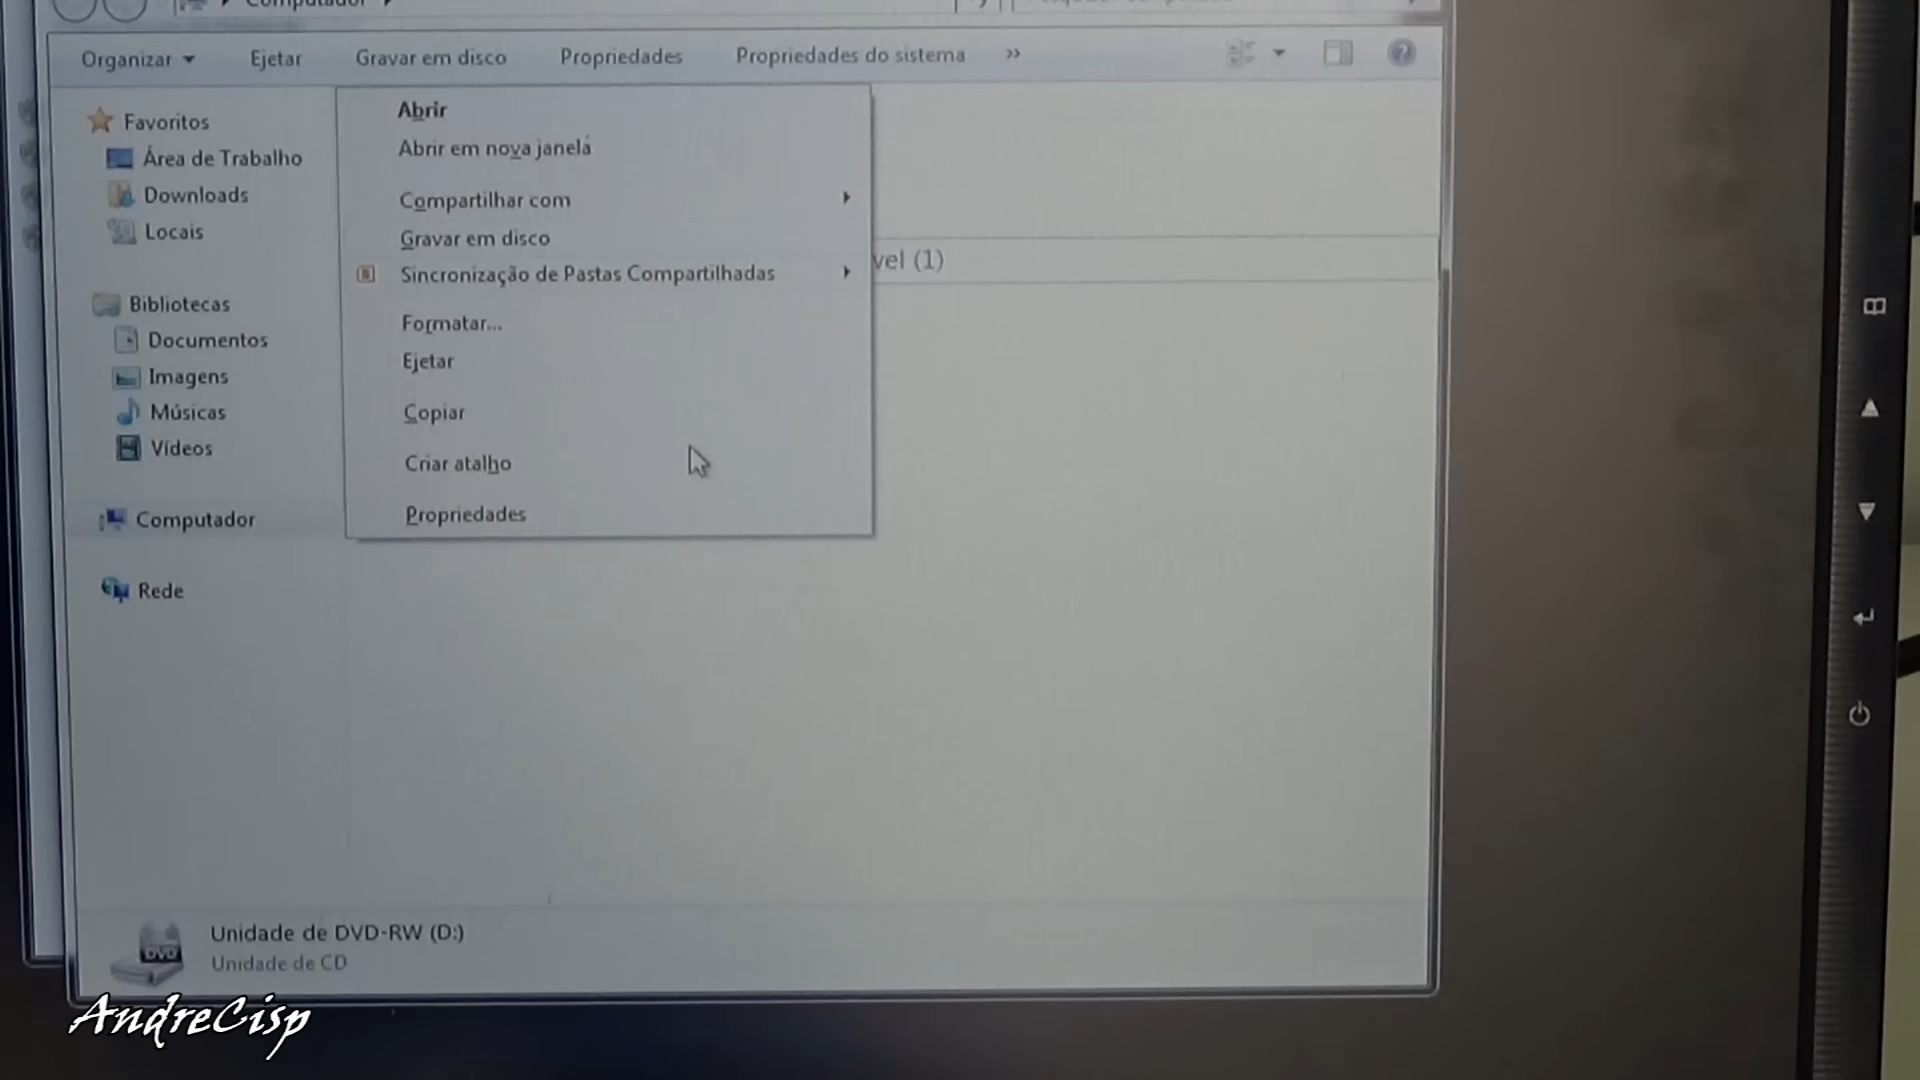 Computador
Organizar
Ejetar
Gravar em disco
Propriedades
Propriedades do sistema
»
Favoritos
Área de Trabalho
Downloads
Locais
Bibliotecas
Documentos
Imagens
Músicas
Vídeos
Computador
Rede
Abrir
Abrir em nova janela
Compartilhar com
Gravar em disco
Sincronização de Pastas Compartilhadas
Formatar...
Ejetar
Copiar
Criar atalho
Propriedades
vel (1)
DVD
Unidade de DVD-RW (D:)
Unidade de CD
AndreCisp